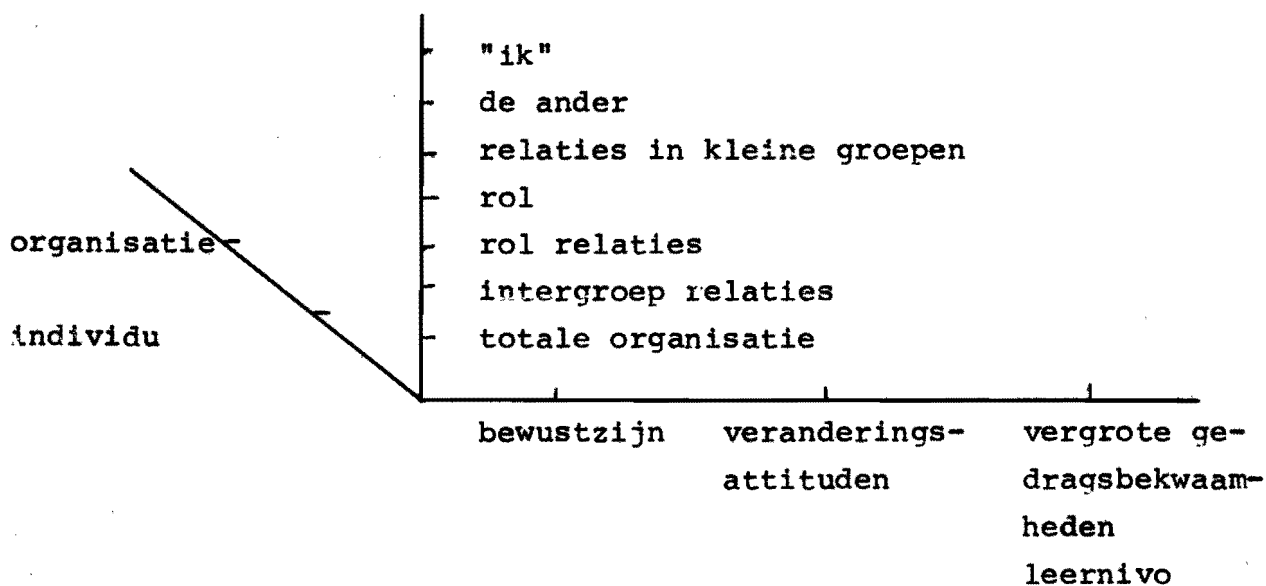 "ik"
de ander
relaties in kleine groepen
rol
organisatie
rol relaties
intergroep relaties
individu
totale organisatie
bewustzijn
veranderings-
attituden
vergrote ge-
dragsbekwaam-
heden
leernivo